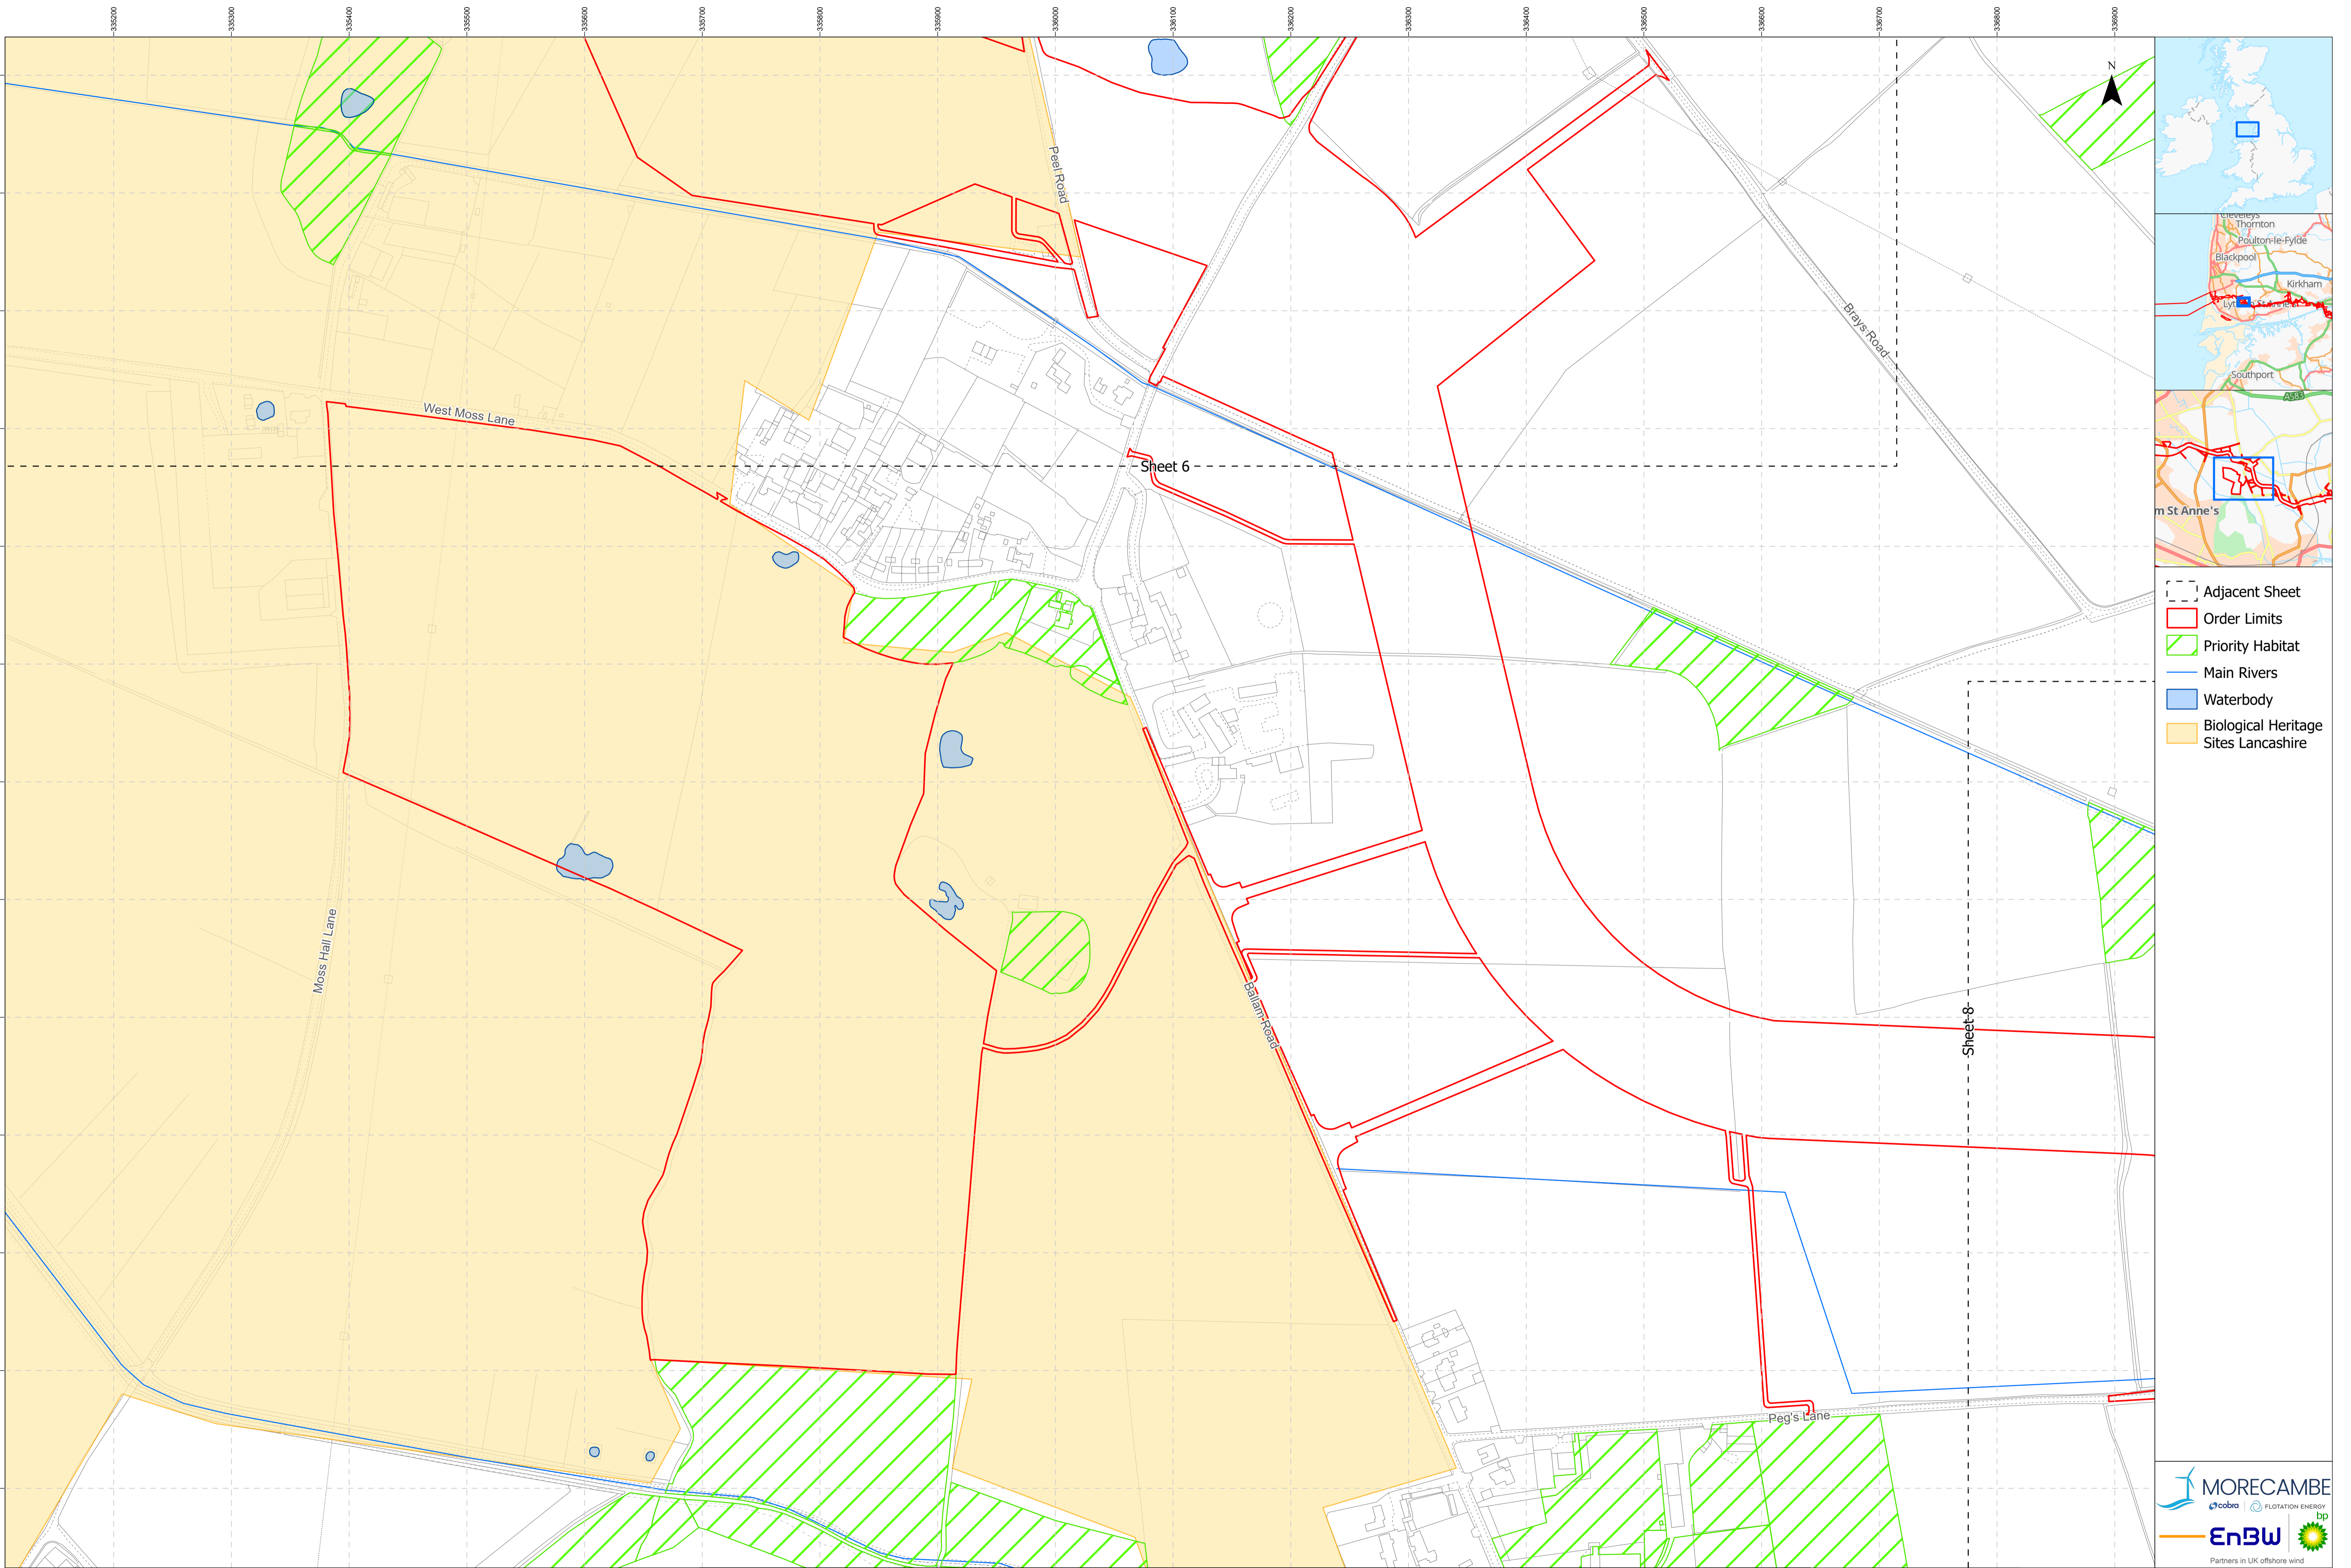 335200
335300
335400
335500
335600
335700
335800
335900
336000
336100
336200
336300
336400
336500
336600
336700
336800
336900
N
Peel Road
Brays Road
West Moss Lane
Sheet 6
Moss Hall Lane
Ballam Road
Sheet 8
Peg's Lane
Cleveleys
Thornton
Poulton-le-Fylde
Blackpool
Kirkham
Southport
A583
m St Anne's
Adjacent Sheet
Order Limits
Priority Habitat
Main Rivers
Waterbody
Biological Heritage
Sites Lancashire
MORECAMBE
cobra
FLOTATION ENERGY
bp
EnBW
Partners in UK offshore wind